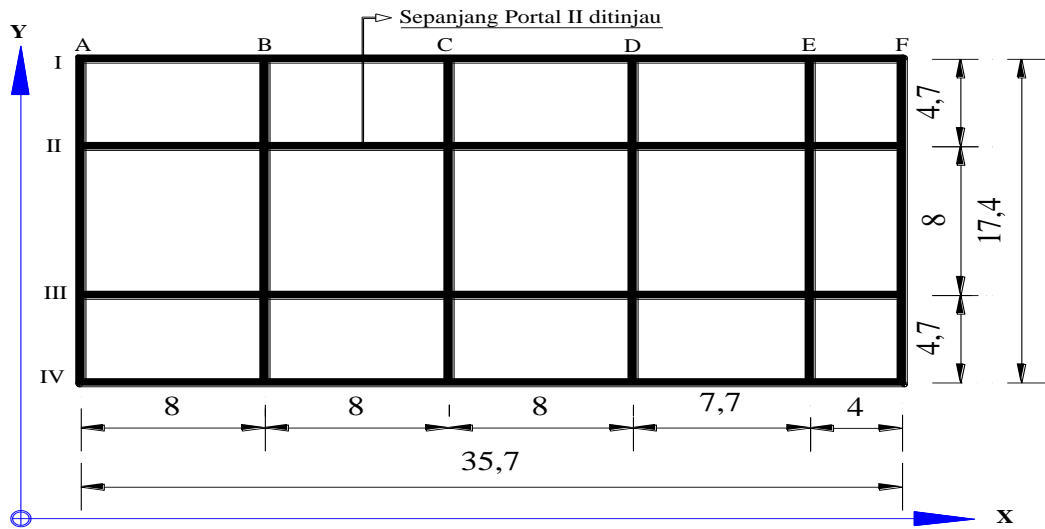 Sepanjang Portal II ditinjau
Y
A B C D E F
I
II
III
IV
4,7
8
4,7
17,4
8 8 8 7,7 4
35,7
X